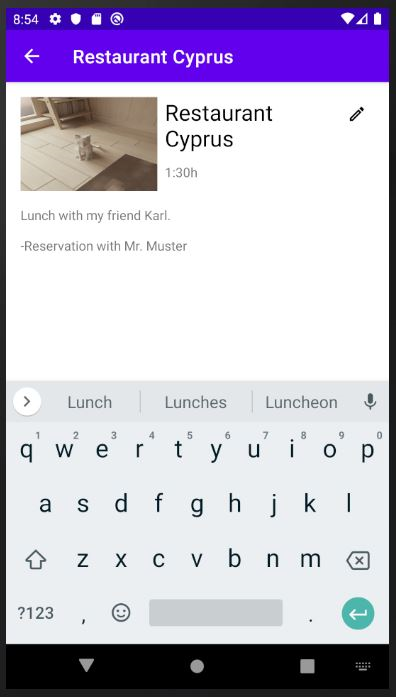 8:54
Restaurant Cyprus
Restaurant
Cyprus
1:30h
Lunch with my friend Karl.
-Reservation with Mr. Muster
Lunch Lunches Luncheon
1 2 3 4 5 6 7 8 9 0
q w e r t y u i o p
a s d f g h j k l
z x c v b n m
?123 , .